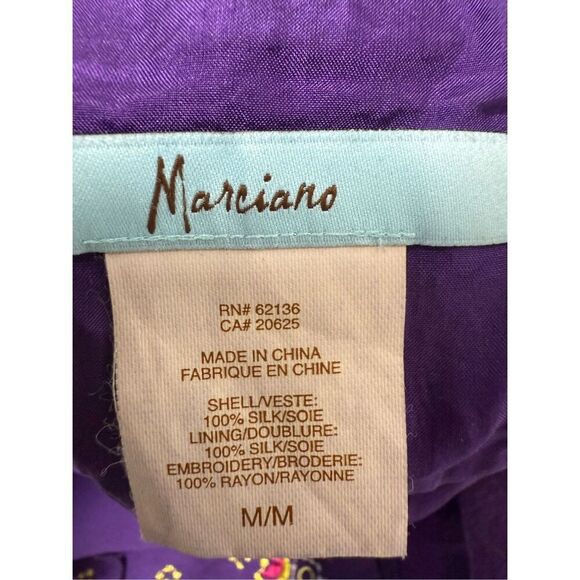 Marciano
RN# 62136
CA# 20625
MADE IN CHINA
FABRIQUE EN CHINE
SHELL/VESTE:
100% SILK/SOIE
LINING/DOUBLURE:
100% SILK/SOIE
EMBROIDERY/BRODERIE:
100% RAYON/RAYONNE
M/M